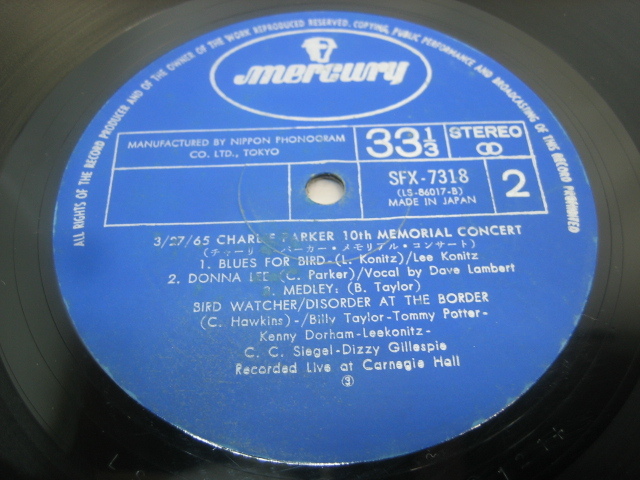 ALL RIGHTS OF THE RECORD PRODUCER AND OF THE OWNER OF THE WORK REPRODUCED RESERVED. COPYING, PUBLIC PERFORMANCE AND BROADCASTING OF THIS RECORD PROHIBITED
mercury
MANUFACTURED BY NIPPON PHONOGRAM
CO. LTD., TOKYO
33 1/3
STEREO
SFX-7318
(LS-86017-B)
MADE IN JAPAN
2
3/27/65 CHARLIE PARKER 10th MEMORIAL CONCERT
(チャーリー・パーカー・メモリアル・コンサート)
1. BLUES FOR BIRD-(L. Konitz)/Lee Konitz
2. DONNA LEE-(C. Parker)/Vocal by Dave Lambert
3. MEDLEY: (B. Taylor)
BIRD WATCHER/DISORDER AT THE BORDER
(C. Hawkins)-/Billy Taylor-Tommy Potter-
Kenny Dorham-Leekonitz-
C. C. Siegel-Dizzy Gillespie
Recorded Live at Carnegie Hall